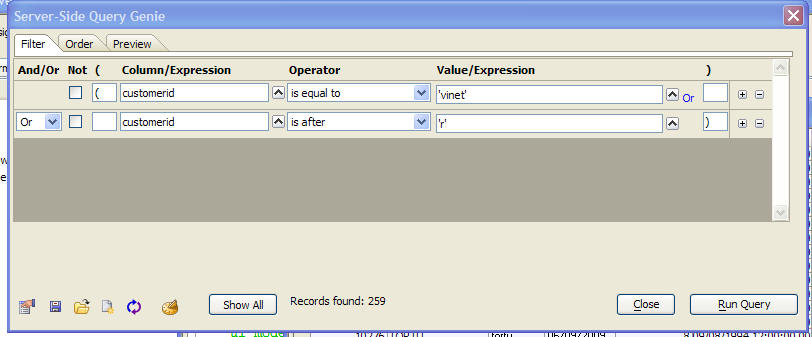 Server-Side Query Genie
Filter Order Preview
And/Or Not ( Column/Expression Operator Value/Expression )
( customerid is equal to 'vinet' Or
Or customerid is after 'r' )
Show All Records found: 259 Close Run Query